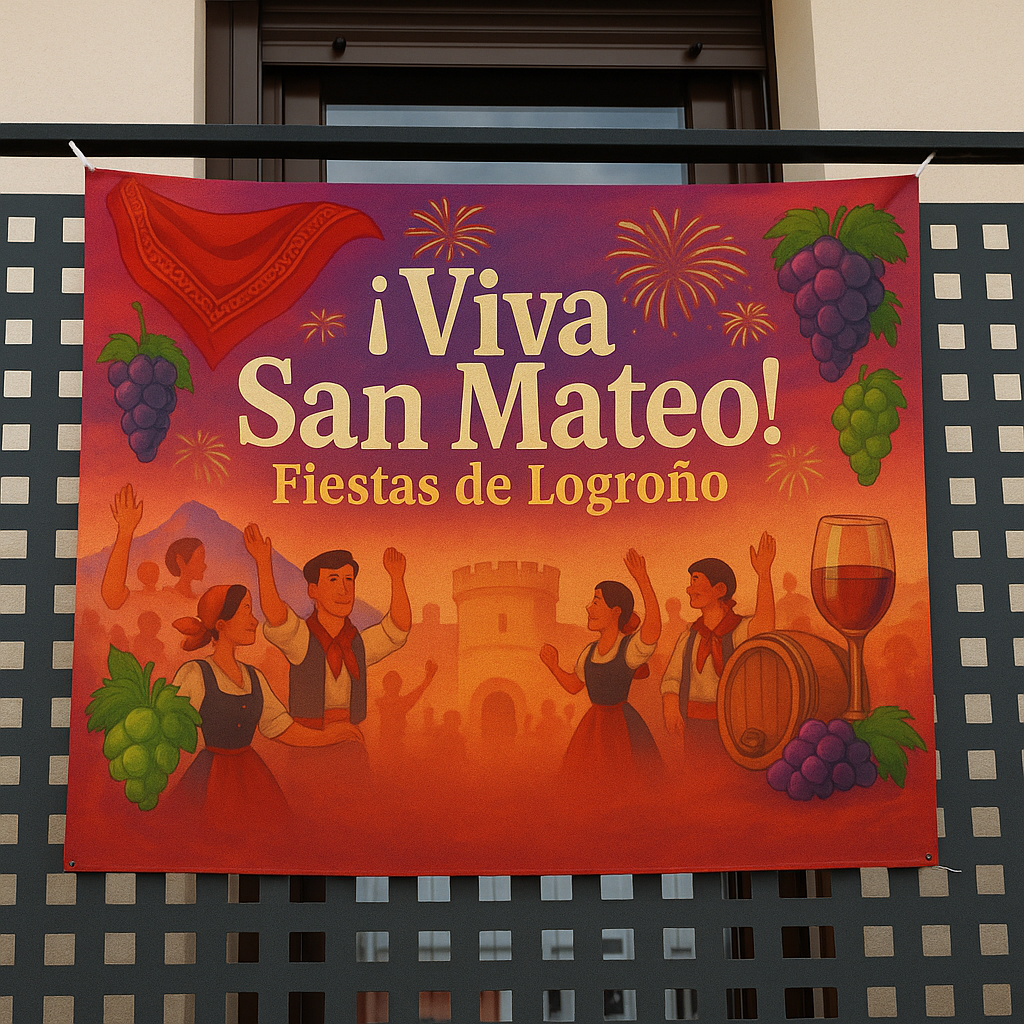 ¡Viva
San Mateo!
Fiestas de Logroño